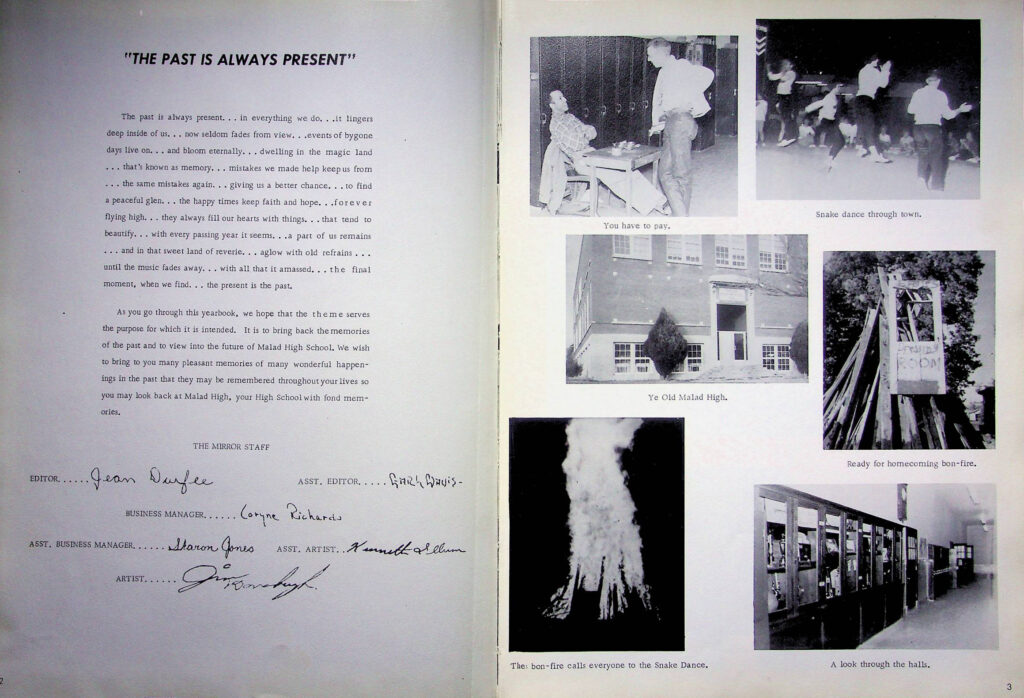 "THE PAST IS ALWAYS PRESENT"
The past is always present. . . in everything we do. . .it lingers
deep inside of us. . . now seldom fades from view. . .events of bygone
days live on. . . and bloom eternally. . . dwelling in the magic land
. . . that's known as memory. . . mistakes we made help keep us from
. . . the same mistakes again. . . giving us a better chance. . . to find
a peaceful glen. . . the happy times keep faith and hope. . .forever
flying high. . . they always fill our hearts with things. . . that tend to
beautify. . . with every passing year it seems. . .a part of us remains
. . . and in that sweet land of reverie. . . aglow with old refrains . . .
until the music fades away. . . with all that it amassed. . . the final
moment, when we find. . . the present is the past.
As you go through this yearbook, we hope that the theme serves
the purpose for which it is intended. It is to bring back the memories
of the past and to view into the future of Malad High School. We wish
to bring to you many pleasant memories of many wonderful happen-
ings in the past that they may be remembered throughout your lives so
you may look back at Malad High, your High School with fond mem-
ories.
THE MIRROR STAFF
EDITOR. . . . . . Jean Durfee
ASST. EDITOR. . . . . Gary Davis
BUSINESS MANAGER. . . . . . Coryne Richards
ASST. BUSINESS MANAGER. . . . . . Sharon Jones
ASST. ARTIST. . Kenneth
ARTIST. . . . . . Jim
2
You have to pay.
Snake dance through town.
Ye Old Malad High.
ROOM
Ready for homecoming bon-fire.
The bon-fire calls everyone to the Snake Dance.
A look through the halls.
3